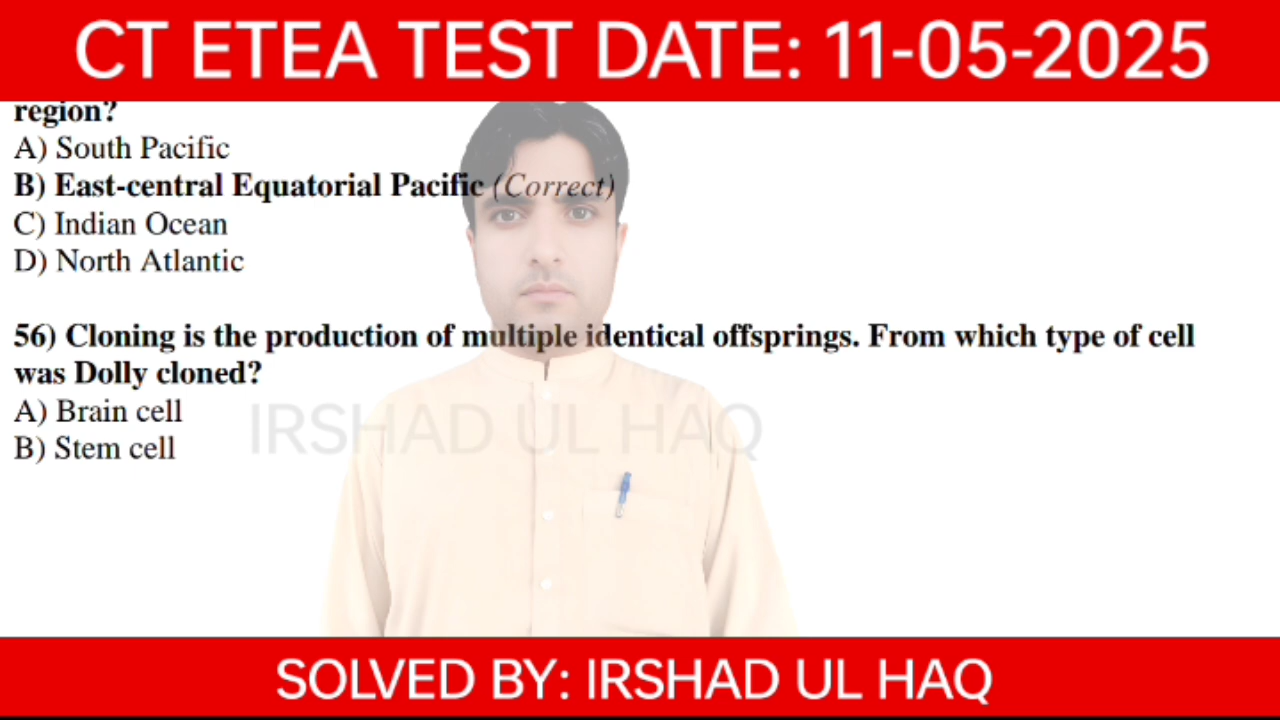 CT ETEA TEST DATE: 11-05-2025
region?
A) South Pacific
B) East-central Equatorial Pacific (Correct)
C) Indian Ocean
D) North Atlantic
56) Cloning is the production of multiple identical offsprings. From which type of cell
was Dolly cloned?
A) Brain cell
B) Stem cell
IRSHAD UL HAQ
SOLVED BY: IRSHAD UL HAQ